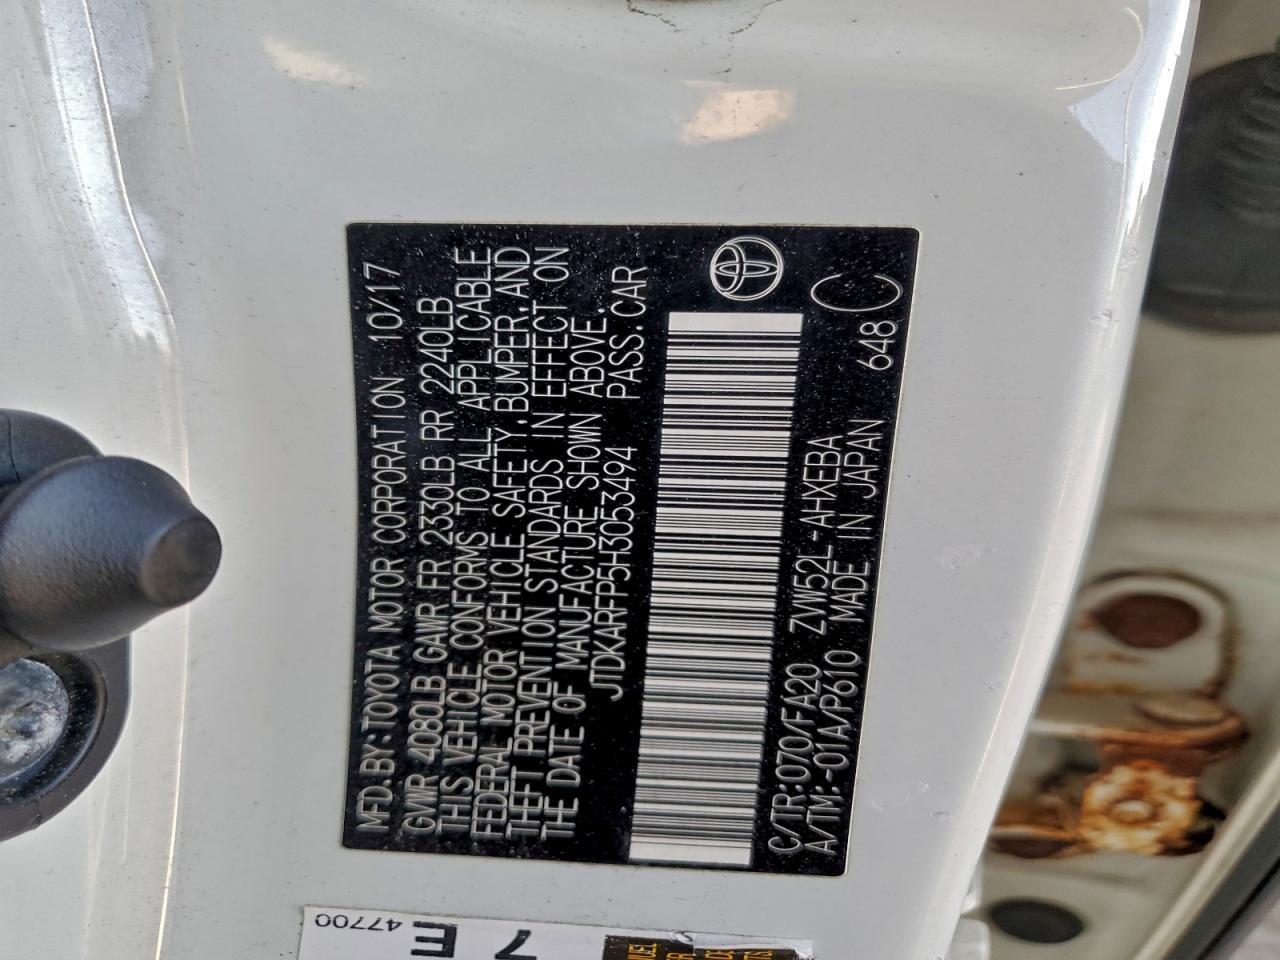 MFD.BY:TOYOTA MOTOR CORPORATION 10/17
GVWR 4080LB GAWR FR 2330LB RR 2240LB
THIS VEHICLE CONFORMS TO ALL APPLICABLE
FEDERAL MOTOR VEHICLE SAFETY,BUMPER,AND
THEFT PREVENTION STANDARDS IN EFFECT ON
THE DATE OF MANUFACTURE SHOWN ABOVE.
JTDKARFP5H3053494 PASS.CAR
C/TR:070/FA20 ZVW52L-AHXEBA 648 C
A/TM:-01A/P610 MADE IN JAPAN
7 E
47700